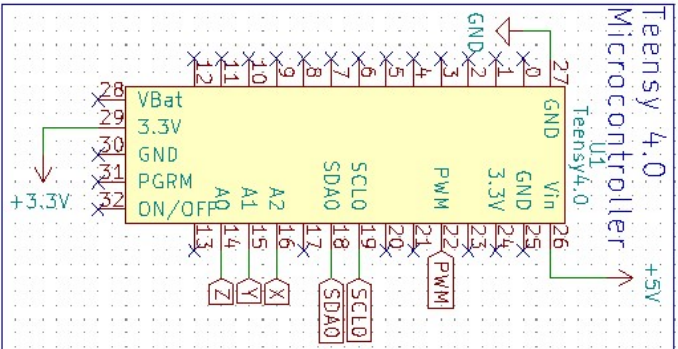 Teensy 4.0
Microcontroller
U1
Teensy4.0
GND
12
11
10
9
8
7
6
5
4
3
2
1
0
27
28
VBat
29
3.3V
30
GND
31
PGRM
32
ON/OFF
+3.3V
A0
A1
A2
SDA0
SCL0
PWM
3.3V
GND
GND
Vin
13
14
15
16
17
18
19
20
21
22
23
24
25
26
Z
Y
X
SDA0
SCL0
PWM
+5V